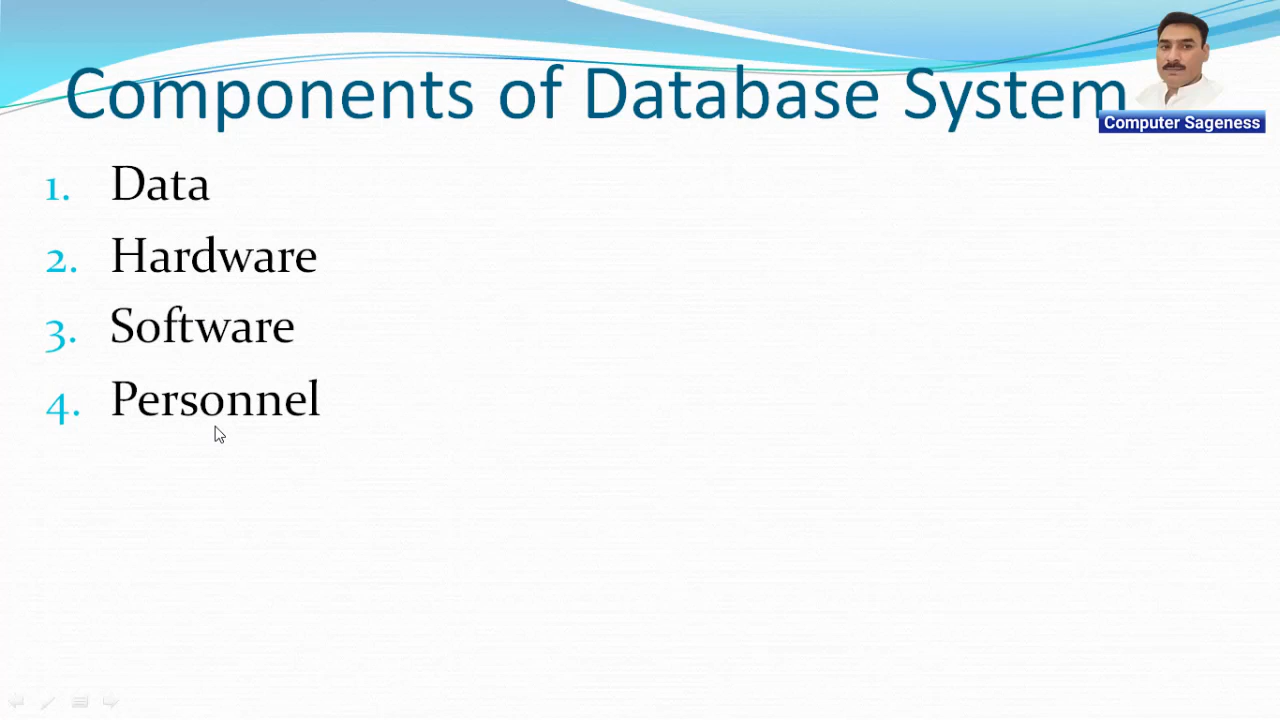 Components of Database System
Computer Sageness
1. Data
2. Hardware
3. Software
4. Personnel